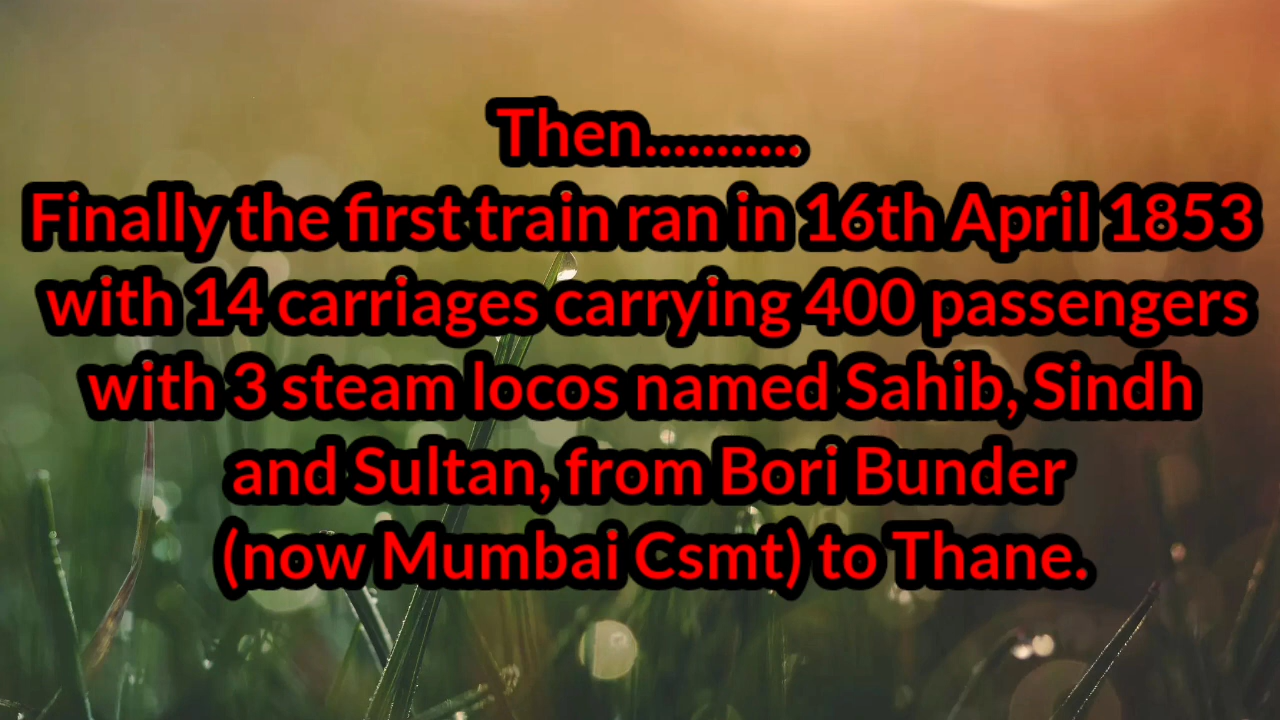 Then...........
Finally the first train ran in 16th April 1853
with 14 carriages carrying 400 passengers
with 3 steam locos named Sahib, Sindh
and Sultan, from Bori Bunder
(now Mumbai Csmt) to Thane.